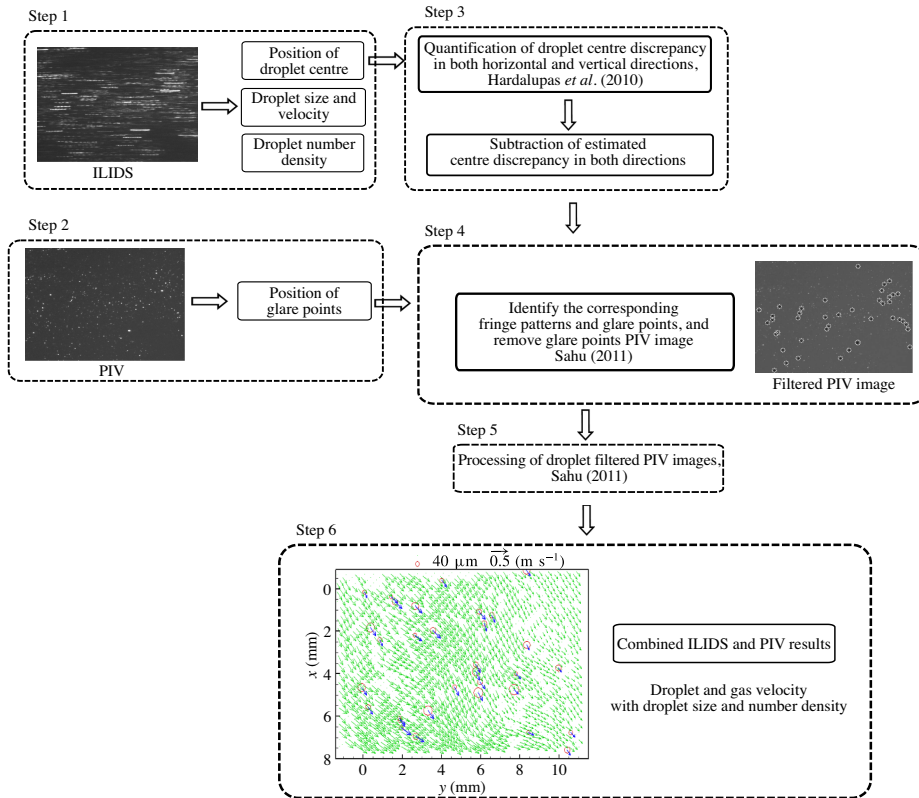 Step 1
Position of
droplet centre
Droplet size and
velocity
Droplet number
density
ILIDS
Step 3
Quantification of droplet centre discrepancy
in both horizontal and vertical directions,
Hardalupas et al. (2010)
Subtraction of estimated
centre discrepancy in both directions
Step 2
Position of
glare points
PIV
Step 4
Identify the corresponding
fringe patterns and glare points, and
remove glare points PIV image
Sahu (2011)
Filtered PIV image
Step 5
Processing of droplet filtered PIV images,
Sahu (2011)
Step 6
40 μm 0.5 (m s⁻¹)
0
2
4
6
8
x (mm)
0 2 4 6 8 10
y (mm)
Combined ILIDS and PIV results
Droplet and gas velocity
with droplet size and number density